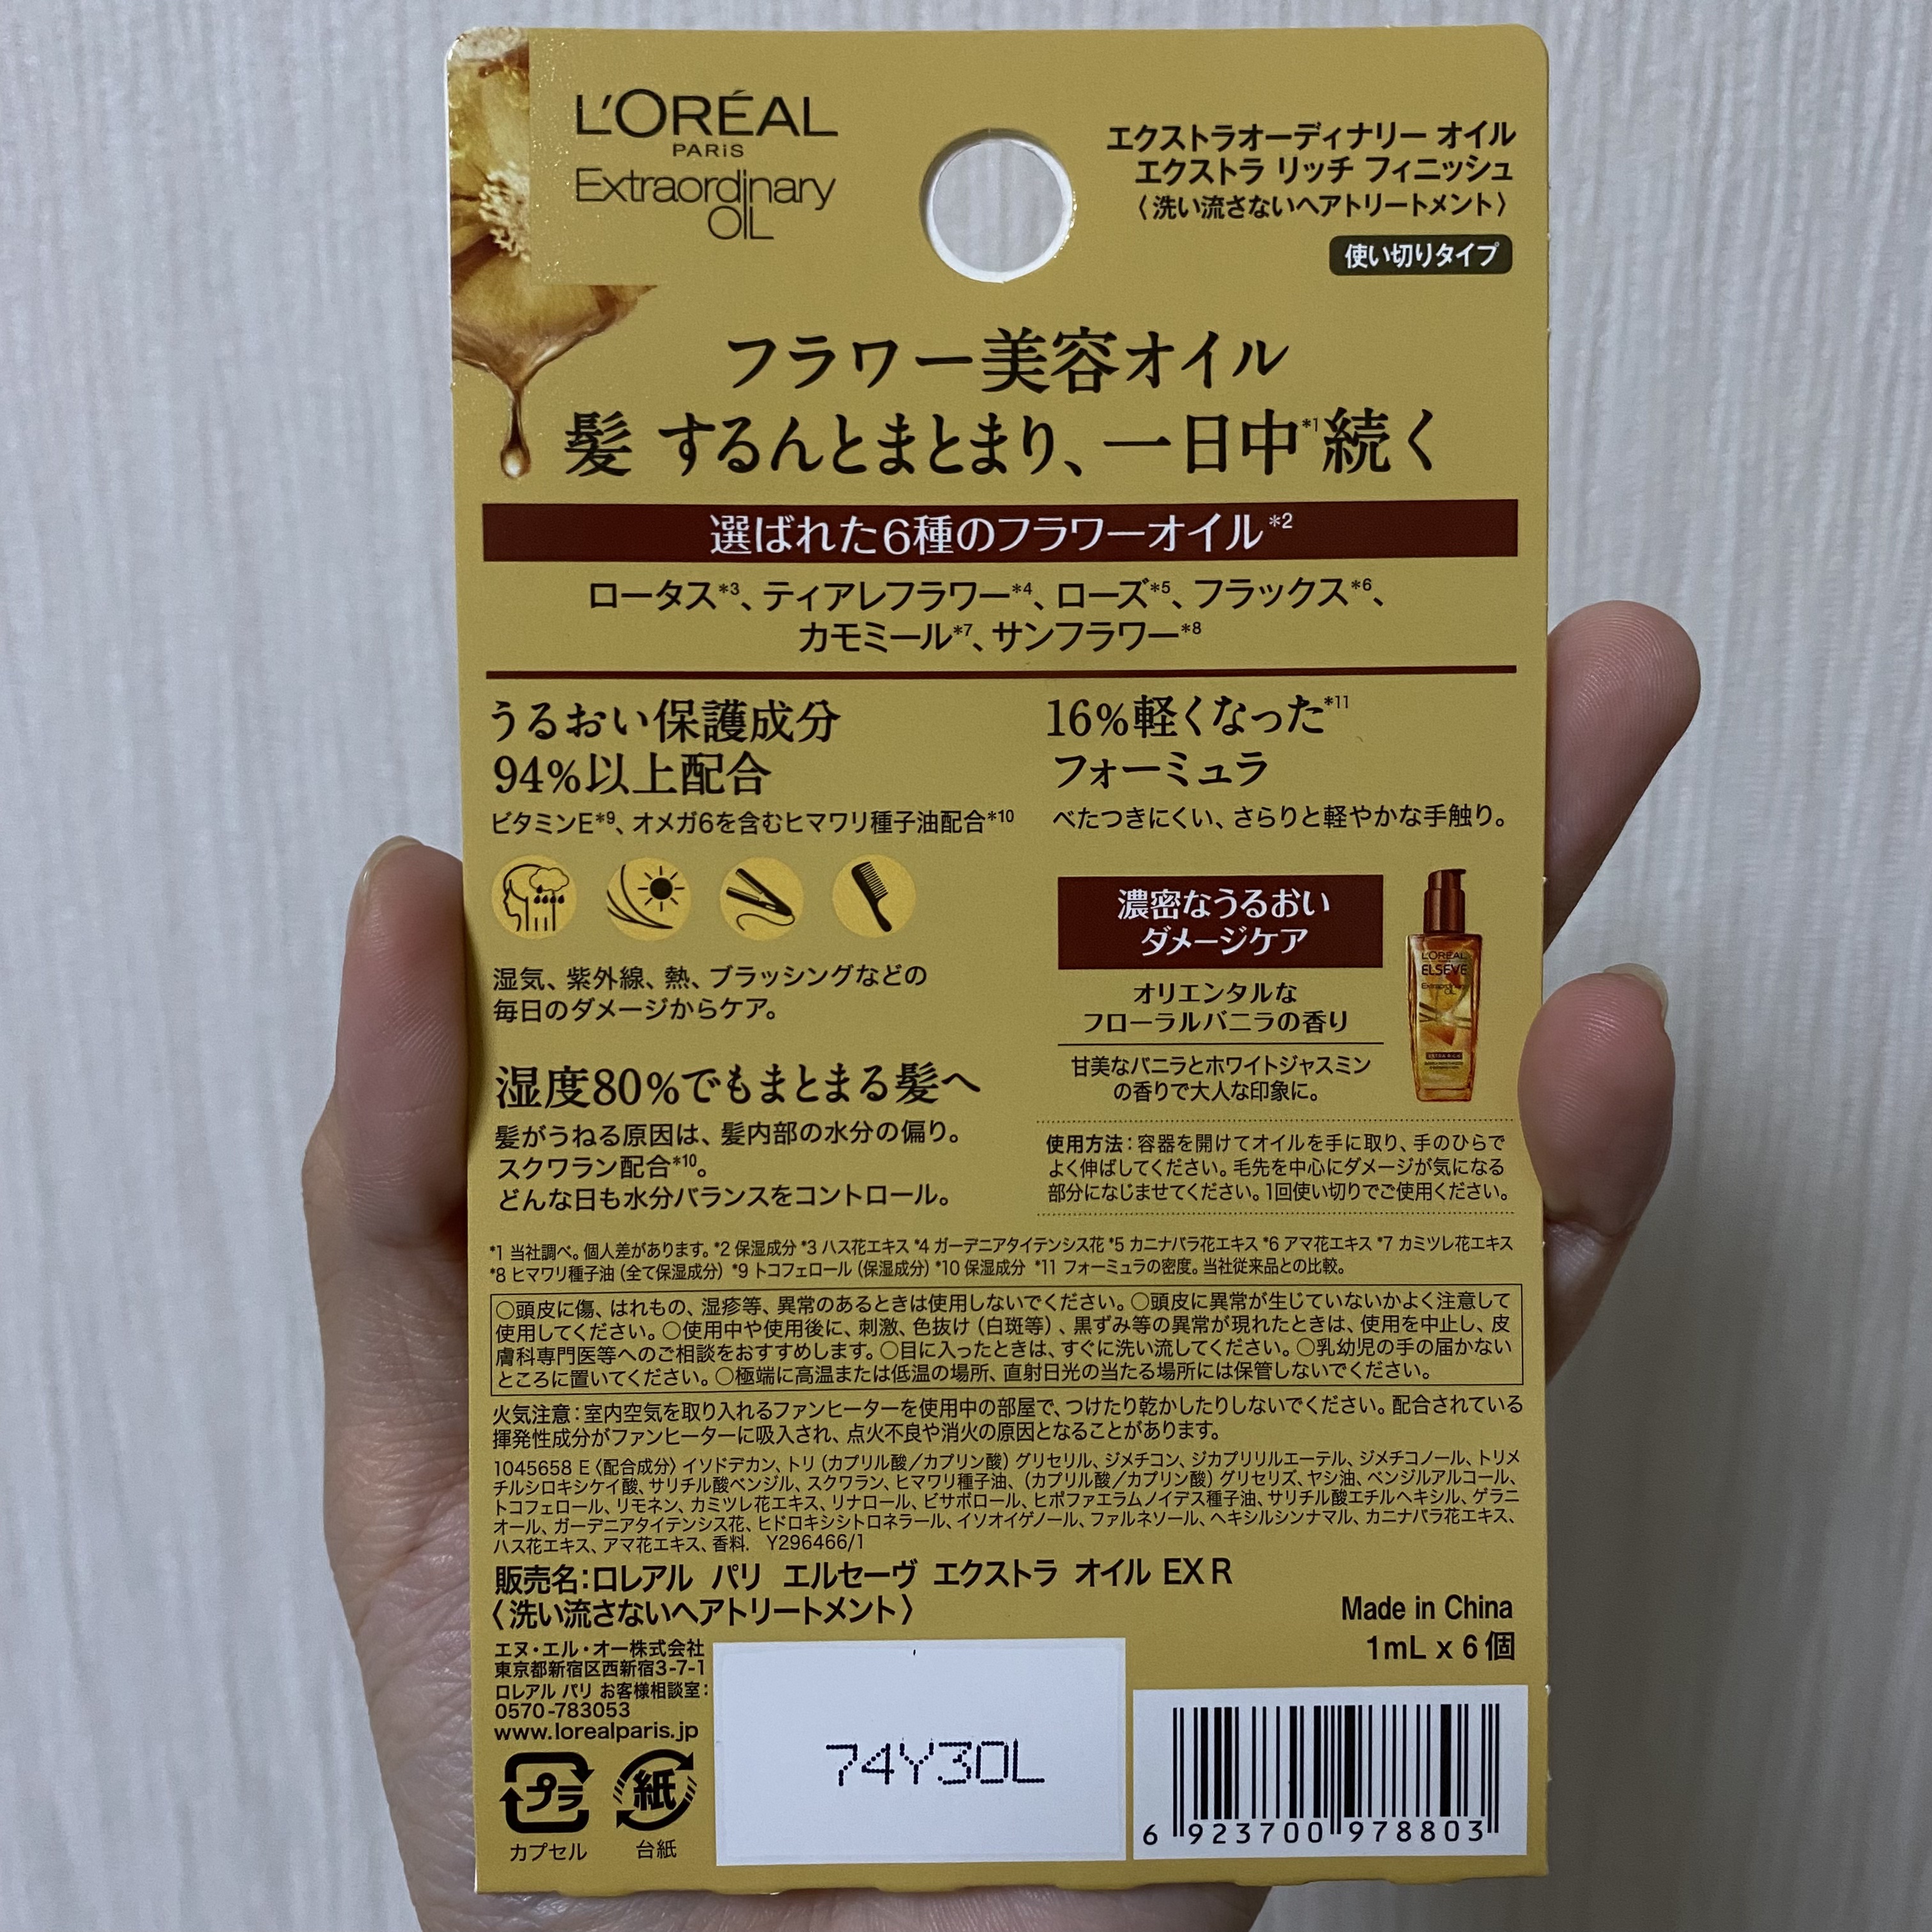 L'ORÉAL
PARIS
Extraordinary
OIL
エクストラオーディナリー オイル
エクストラ リッチ フィニッシュ
〈洗い流さないヘアトリートメント〉
使い切りタイプ
フラワー美容オイル
髪 するんとまとまり、一日中*1続く
選ばれた6種のフラワーオイル*2
ロータス*3、ティアレフラワー*4、ローズ*5、フラックス*6、
カモミール*7、サンフラワー*8
うるおい保護成分
94%以上配合
ビタミンE*9、オメガ6を含むヒマワリ種子油配合*10
湿気、紫外線、熱、ブラッシングなどの
毎日のダメージからケア。
湿度80%でもまとまる髪へ
髪がうねる原因は、髪内部の水分の偏り。
スクワラン配合*10。
どんな日も水分バランスをコントロール。
16%軽くなった*11
フォーミュラ
べたつきにくい、さらりと軽やかな手触り。
濃密なうるおい
ダメージケア
オリエンタルな
フローラルバニラの香り
甘美なバニラとホワイトジャスミン
の香りで大人な印象に。
L'ORÉAL
ELSEVE
Extraordinary
OIL
EXTRA RICH
使用方法：容器を開けてオイルを手に取り、手のひらで
よく伸ばしてください。毛先を中心にダメージが気になる
部分になじませてください。1回使い切りでご使用ください。
*1 当社調べ。個人差があります。*2 保湿成分 *3 ハス花エキス *4 ガーデニアタイテンシス花 *5 カニナバラ花エキス *6 アマ花エキス *7 カミツレ花エキス
*8 ヒマワリ種子油（全て保湿成分） *9 トコフェロール（保湿成分） *10 保湿成分 *11 フォーミュラの密度。当社従来品との比較。
○頭皮に傷、はれもの、湿疹等、異常のあるときは使用しないでください。○頭皮に異常が生じていないかよく注意して
使用してください。○使用中や使用後に、刺激、色抜け（白斑等）、黒ずみ等の異常が現れたときは、使用を中止し、皮
膚科専門医等へのご相談をおすすめします。○目に入ったときは、すぐに洗い流してください。○乳幼児の手の届かない
ところに置いてください。○極端に高温または低温の場所、直射日光の当たる場所には保管しないでください。
火気注意：室内空気を取り入れるファンヒーターを使用中の部屋で、つけたり乾かしたりしないでください。配合されている
揮発性成分がファンヒーターに吸入され、点火不良や消火の原因となることがあります。
1045658 E〈配合成分〉イソドデカン、トリ（カプリル酸／カプリン酸）グリセリル、ジメチコン、ジカプリリルエーテル、ジメチコノール、トリメ
チルシロキシケイ酸、サリチル酸ベンジル、スクワラン、ヒマワリ種子油、（カプリル酸／カプリン酸）グリセリズ、ヤシ油、ベンジルアルコール、
トコフェロール、リモネン、カミツレ花エキス、リナロール、ビサボロール、ヒポファエラムノイデス種子油、サリチル酸エチルヘキシル、ゲラニ
オール、ガーデニアタイテンシス花、ヒドロキシシトロネラール、イソオイゲノール、ファルネソール、ヘキシルシンナマル、カニナバラ花エキス、
ハス花エキス、アマ花エキス、香料. Y296466/1
販売名：ロレアル パリ エルセーヴ エクストラ オイル EX R
〈洗い流さないヘアトリートメント〉
Made in China
1mL x 6個
エヌ・エル・オー株式会社
東京都新宿区西新宿3-7-1
ロレアル パリ お客様相談室：
0570-783053
www.lorealparis.jp
プラ
カプセル
紙
台紙
74Y30L
6 923700 978803